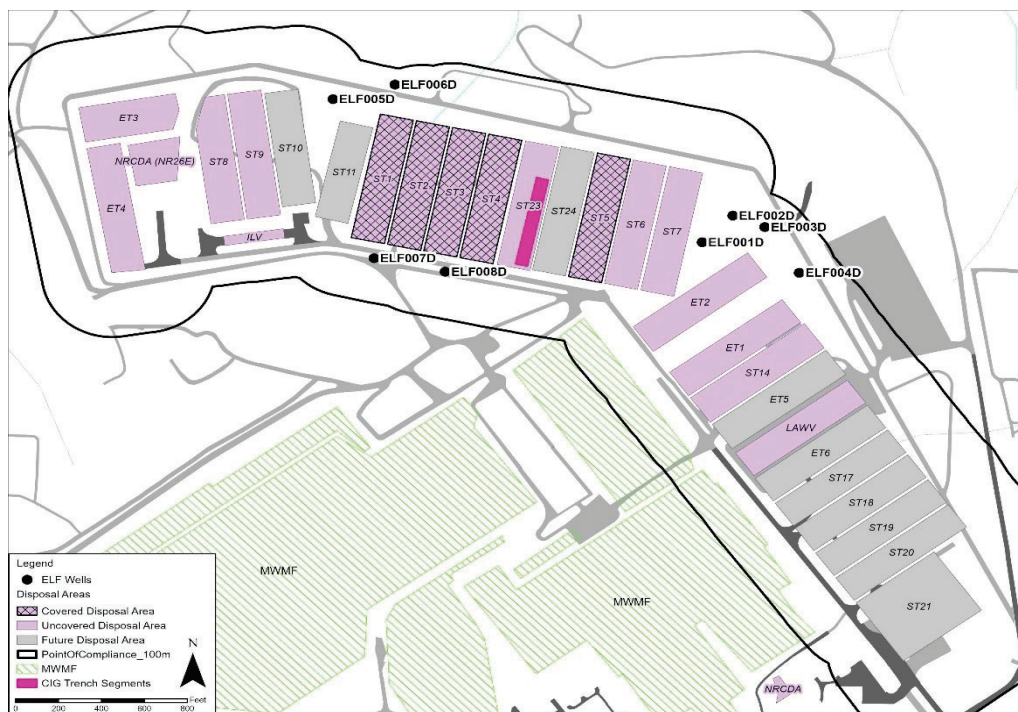 ELF006D
ELF005D
ET3
NRCDA (NR26E)
ET4
ST8
ST9
ST10
ILV
ST11
ST1
ST2
ST3
ST4
ST23
ST24
ST5
ST6
ST7
ELF007D
ELF008D
ELF002D
ELF003D
ELF001D
ELF004D
ET2
ET1
ST14
ET5
LAWV
ET6
ST17
ST18
ST19
ST20
ST21
MWMF
MWMF
NRCDA
Legend
ELF Wells
Disposal Areas
Covered Disposal Area
Uncovered Disposal Area
Future Disposal Area
PointOfCompliance_100m
MWMF
CIG Trench Segments
N
Feet
0 200 400 600 800